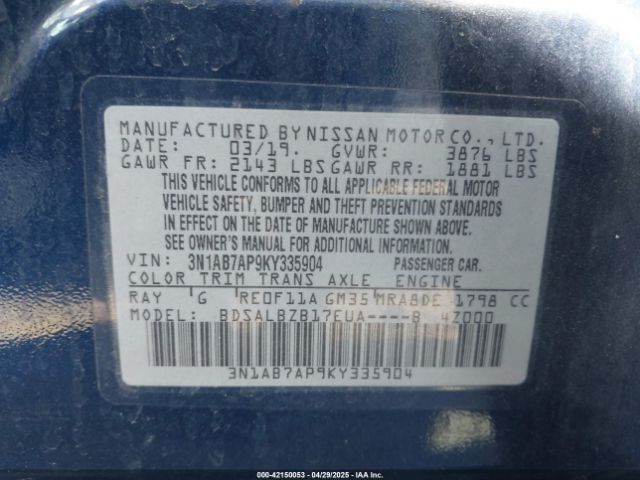 MANUFACTURED BY NISSAN MOTOR CO., LTD.
DATE: 03/19. GVWR: 3876 LBS
GAWR FR: 2143 LBS GAWR RR: 1881 LBS
THIS VEHICLE CONFORMS TO ALL APPLICABLE FEDERAL MOTOR
VEHICLE SAFETY, BUMPER AND THEFT PREVENTION STANDARDS
IN EFFECT ON THE DATE OF MANUFACTURE SHOWN ABOVE.
SEE OWNER'S MANUAL FOR ADDITIONAL INFORMATION.
VIN: 3N1AB7AP9KY335904 PASSENGER CAR.
COLOR TRIM TRANS AXLE ENGINE
RAY G RE0F11A GM35 MRA8DE 1798 CC
MODEL: BDSALBZB17EUA----B 4Z000
3N1AB7AP9KY335904
000-42150053 - 04/29/2025 - IAAI.COM